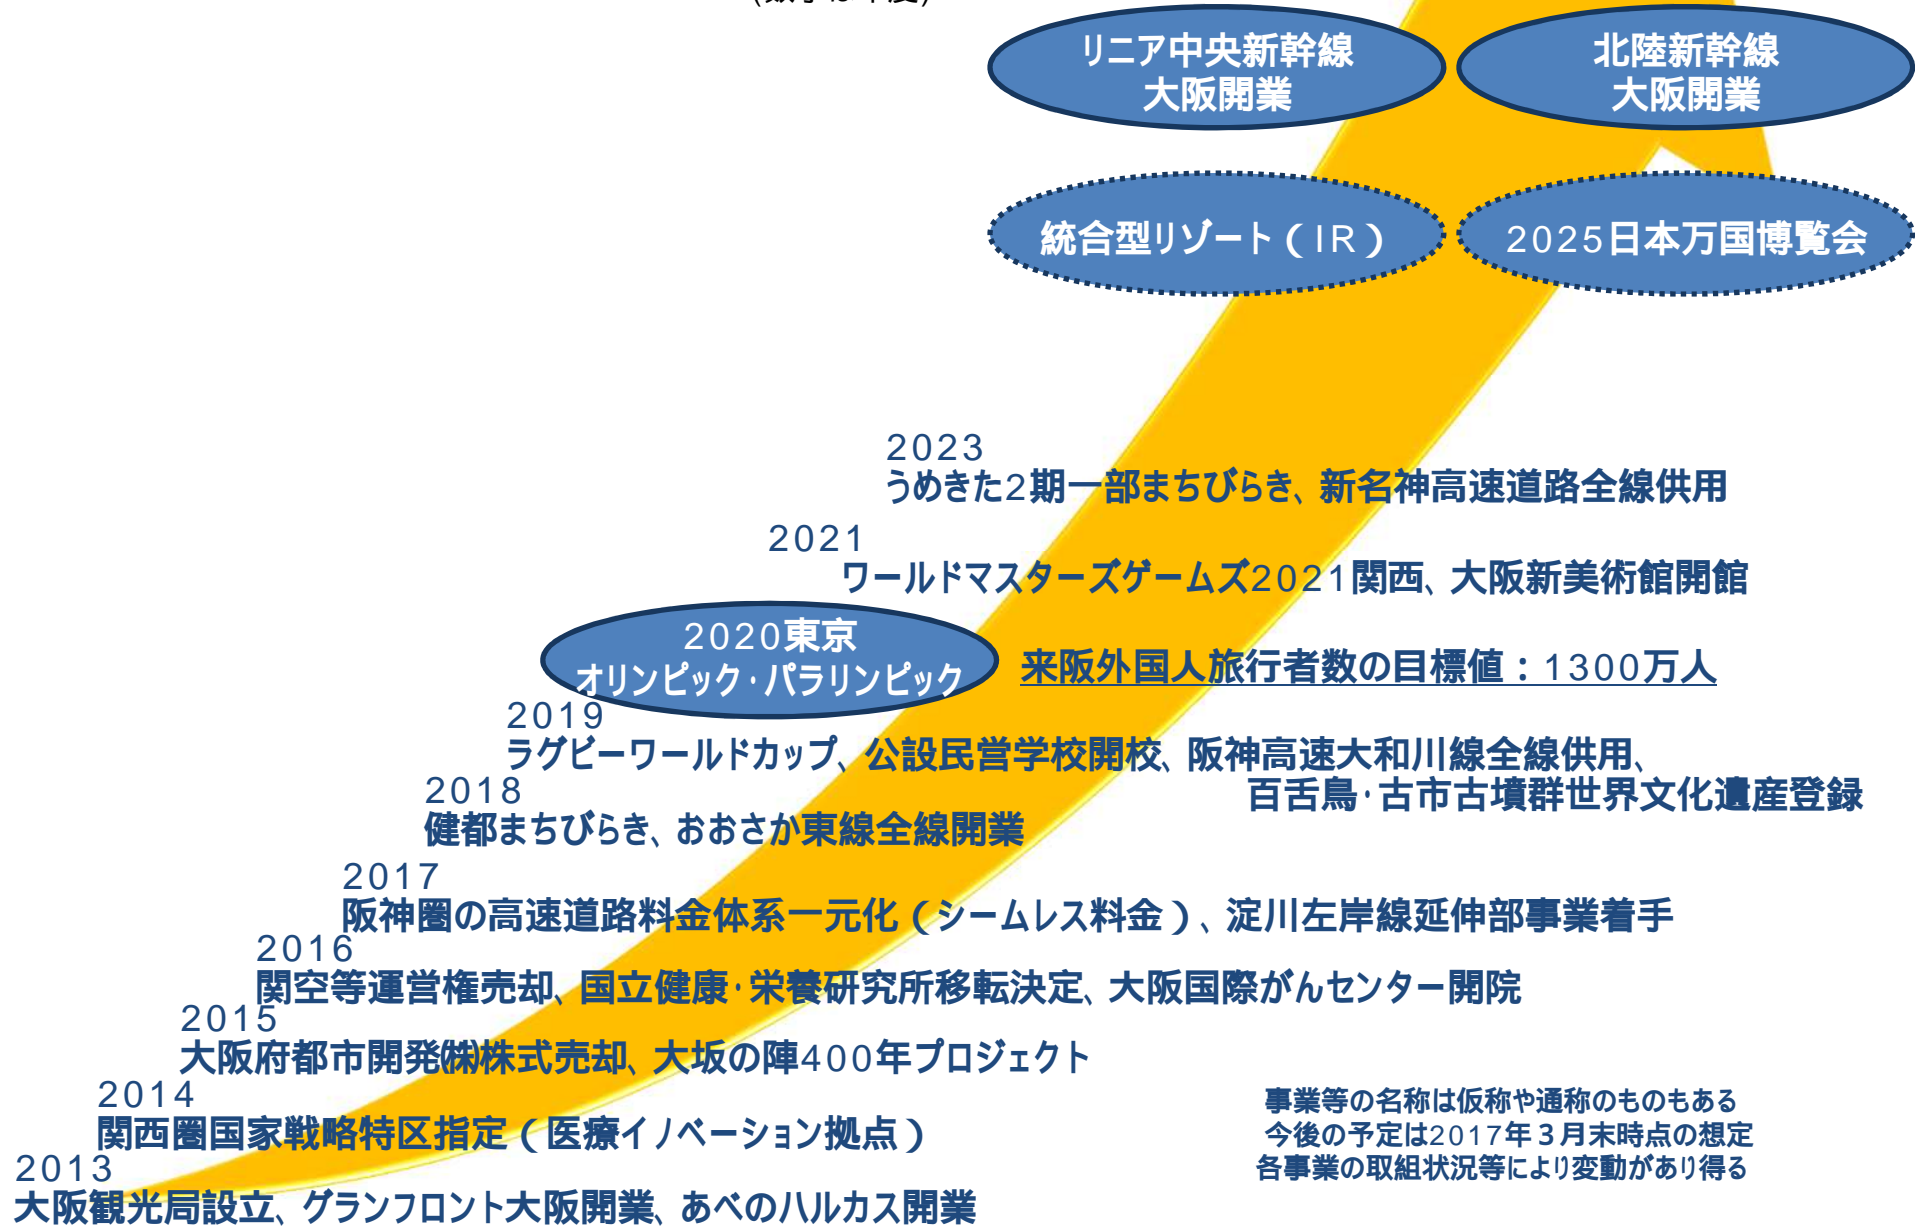 リニア中央新幹線
大阪開業
北陸新幹線
大阪開業
統合型リゾート(IR)
2025日本万国博覧会
2023
うめきた2期一部まちびらき、新名神高速道路全線供用
2021
ワールドマスターズゲームズ2021関西、大阪新美術館開館
2020東京
オリンピック・パラリンピック
来阪外国人旅行者数の目標値：1300万人
2019
ラグビーワールドカップ、公設民営学校開校、阪神高速大和川線全線供用、
百舌鳥・古市古墳群世界文化遺産登録
2018
健都まちびらき、おおさか東線全線開業
2017
阪神圏の高速道路料金体系一元化(シームレス料金)、淀川左岸線延伸部事業着手
2016
関空等運営権売却、国立健康・栄養研究所移転決定、大阪国際がんセンター開院
2015
大阪府都市開発㈱株式売却、大坂の陣400年プロジェクト
2014
関西圏国家戦略特区指定(医療イノベーション拠点)
2013
大阪観光局設立、グランフロント大阪開業、あべのハルカス開業
事業等の名称は仮称や通称のものもある
今後の予定は2017年３月末時点の想定
各事業の取組状況等により変動があり得る